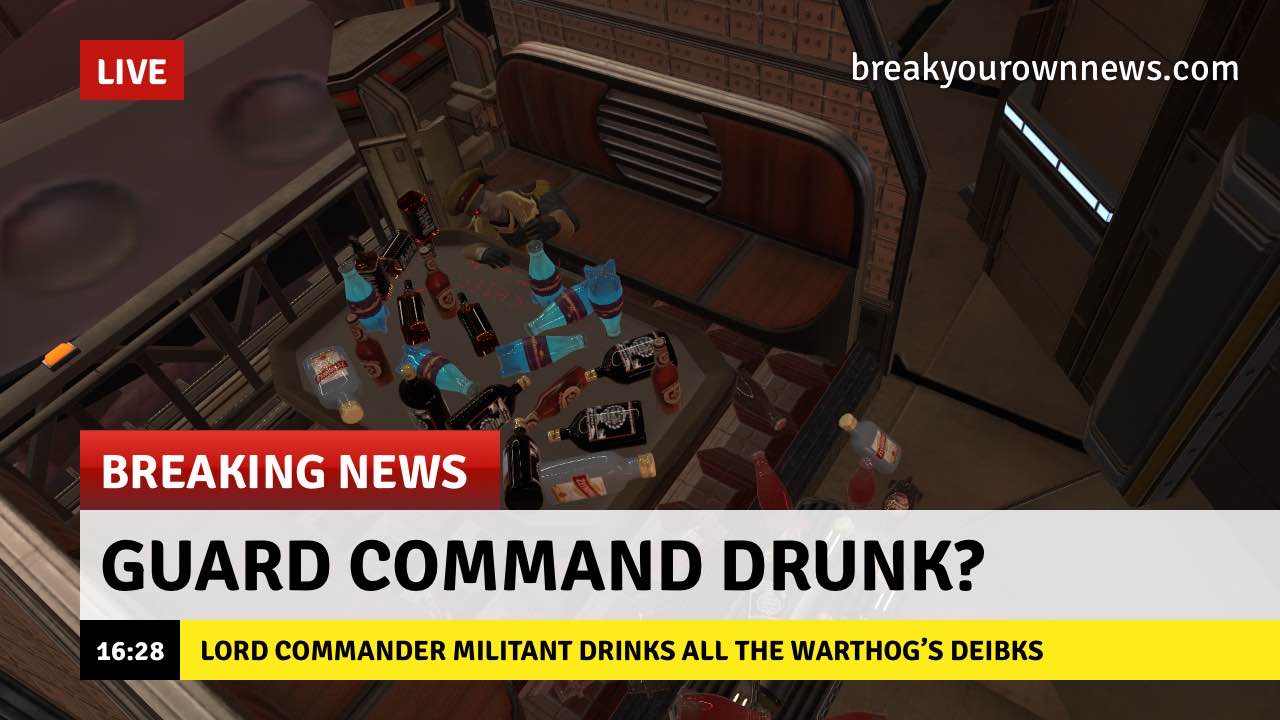 LIVE
breakyourownnews.com
BREAKING NEWS
GUARD COMMAND DRUNK?
16:28
LORD COMMANDER MILITANT DRINKS ALL THE WARTHOG’S DEIBKS